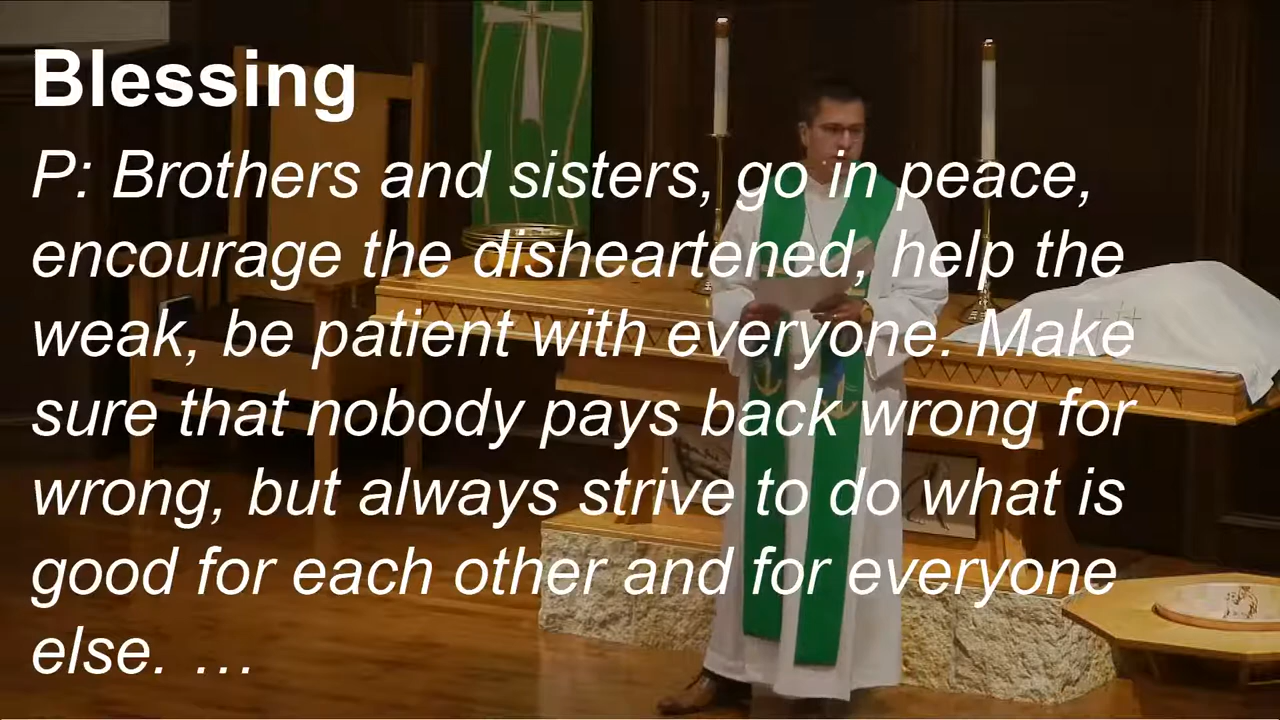 Blessing
P: Brothers and sisters, go in peace,
encourage the disheartened, help the
weak, be patient with everyone. Make
sure that nobody pays back wrong for
wrong, but always strive to do what is
good for each other and for everyone
else. …